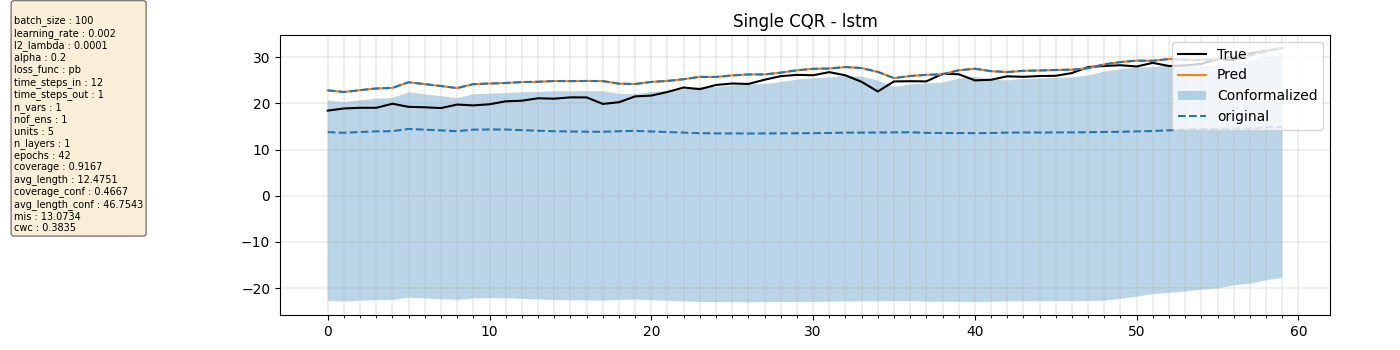 Single CQR - lstm
batch_size : 100
learning_rate : 0.002
l2_lambda : 0.0001
alpha : 0.2
loss_func : pb
time_steps_in : 12
time_steps_out : 1
n_vars : 1
nof_ens : 1
units : 5
n_layers : 1
epochs : 42
coverage : 0.9167
avg_length : 12.4751
coverage_conf : 0.4667
avg_length_conf : 46.7543
mis : 13.0734
cwc : 0.3835
30
20
10
0
−10
−20
True
Pred
Conformalized
original
0
10
20
30
40
50
60